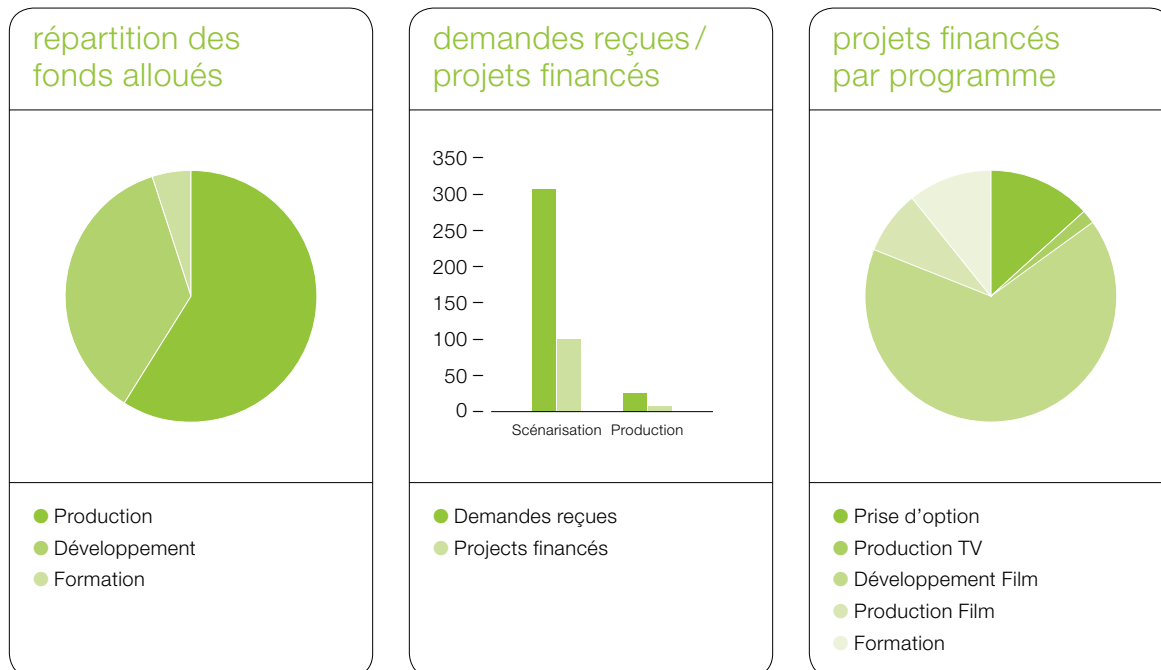 répartition des
fonds alloués
Production
Développement
Formation
demandes reçues /
projets financés
350
300
250
200
150
100
50
0
Scénarisation Production
Demandes reçues
Projects financés
projets financés
par programme
Prise d’option
Production TV
Développement Film
Production Film
Formation